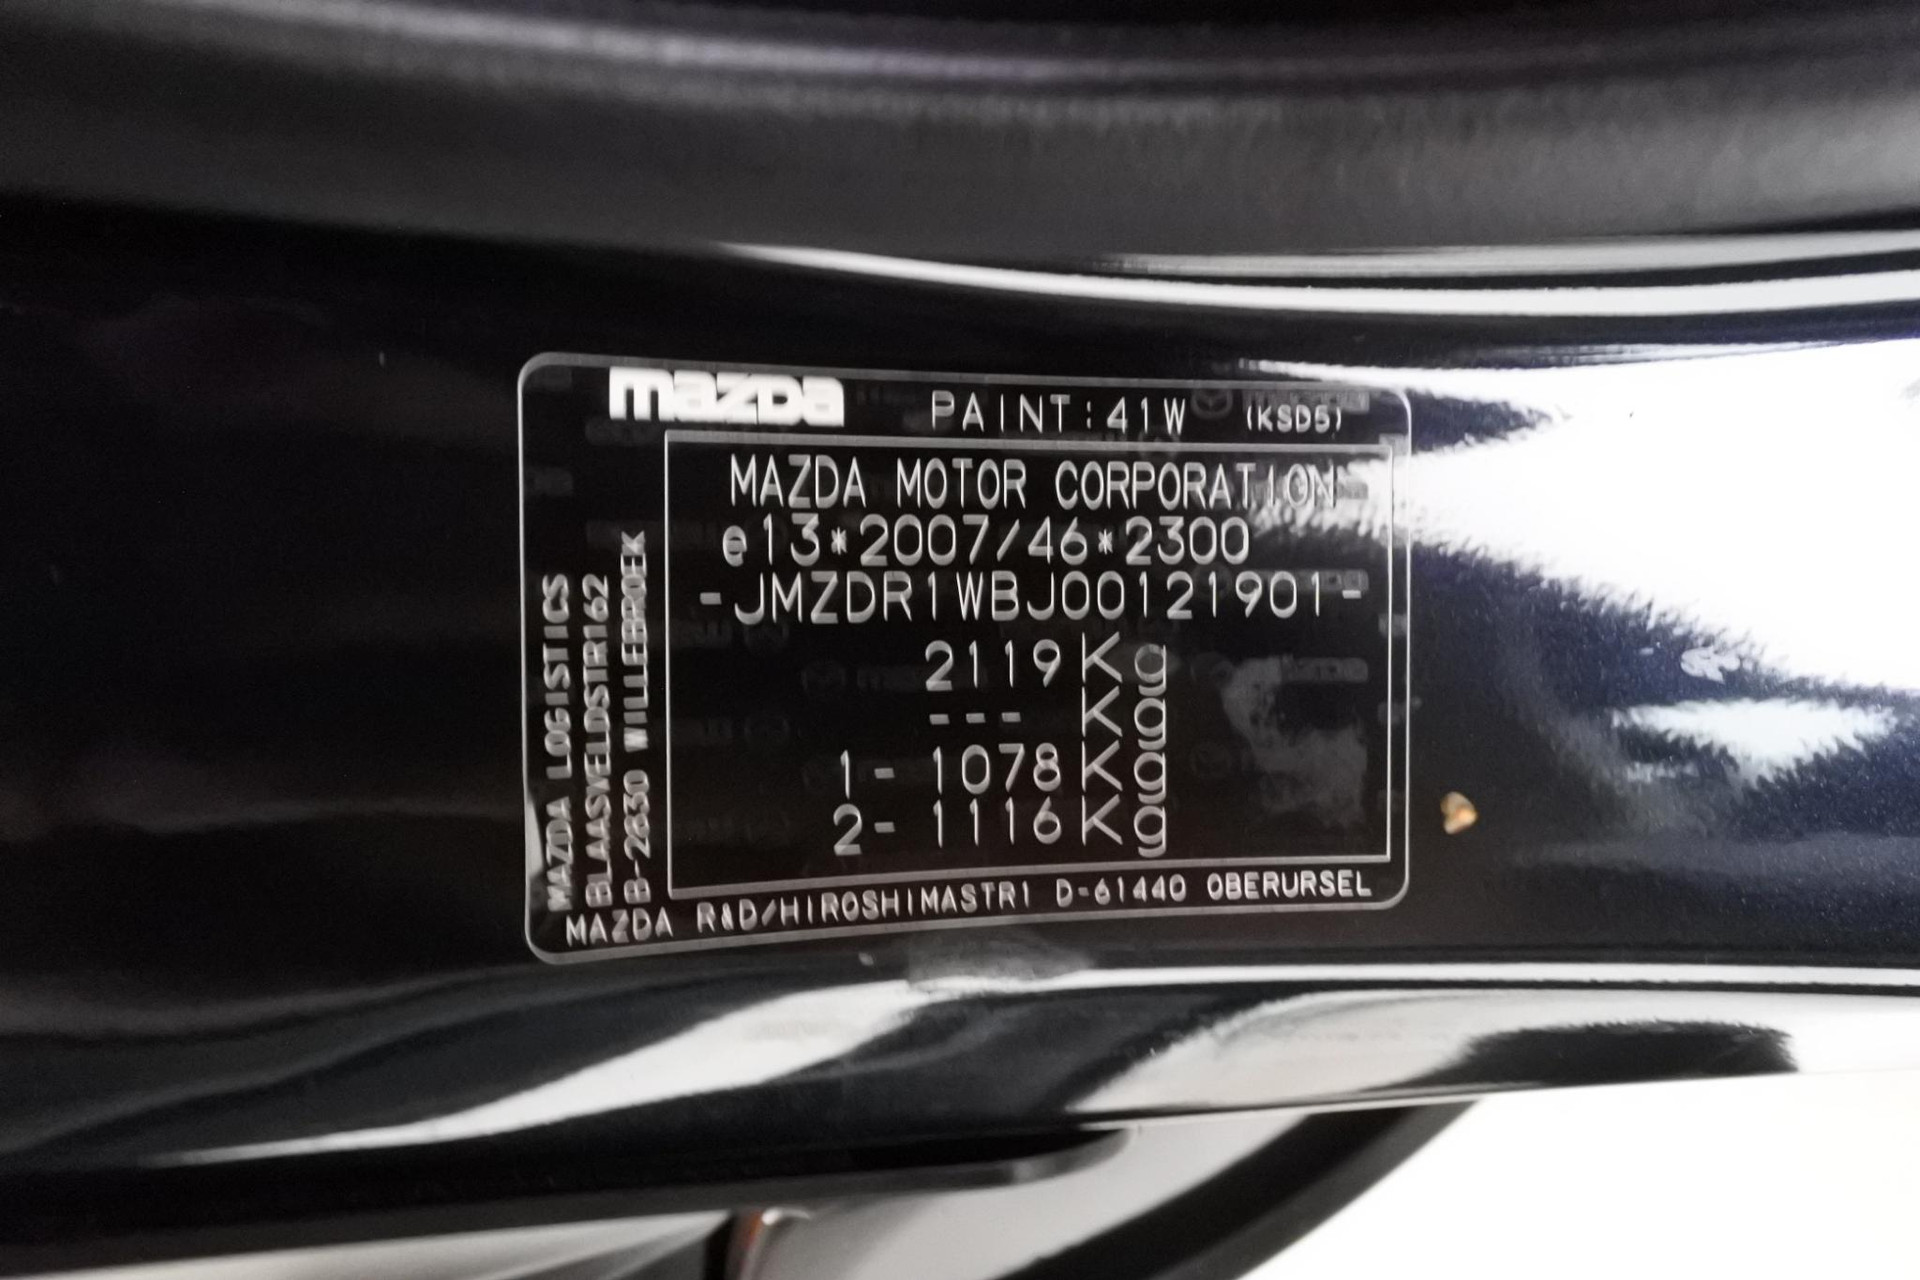 mazda PAINT:41W (KSD5)
MAZDA MOTOR CORPORATION
e13*2007/46*2300
-JMZDR1WBJ00121901-
2119Kg
--- Kg
1- 1078Kg
2- 1116Kg
MAZDA R&D/HIROSHIMASTR1 D-61440 OBERURSEL
MAZDA LOGISTICS
BLAASVELDSTR162
B-2830 WILLEBROEK